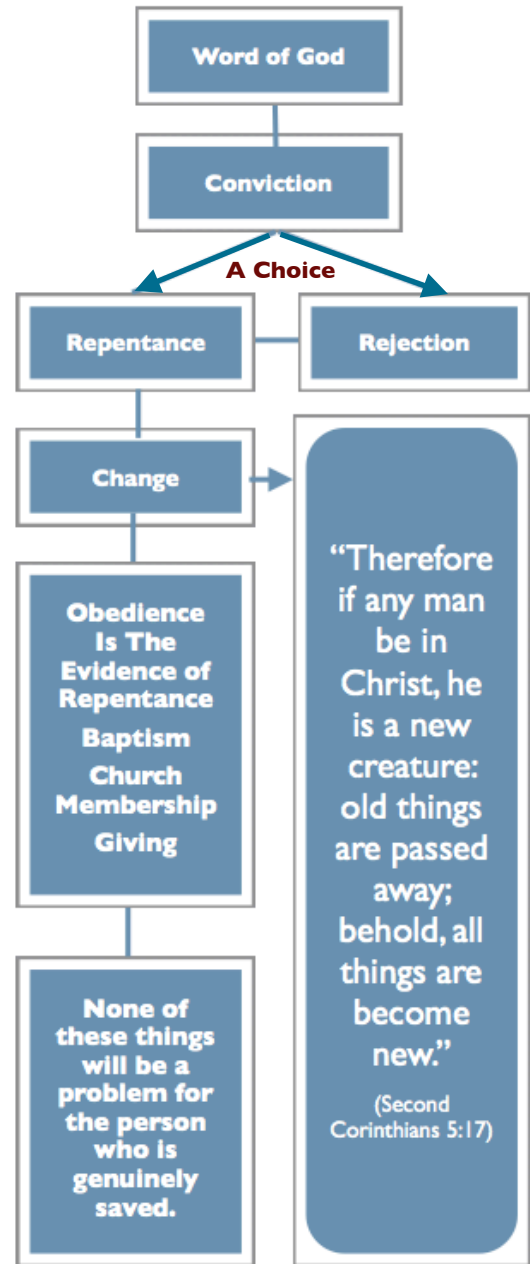 Word of God
Conviction
A Choice
Repentance
Rejection
Change
Obedience
Is The
Evidence of
Repentance
Baptism
Church
Membership
Giving
None of
these things
will be a
problem for
the person
who is
genuinely
saved.
“Therefore
if any man
be in
Christ, he
is a new
creature:
old things
are passed
away;
behold, all
things are
become
new.”
(Second
Corinthians 5:17)